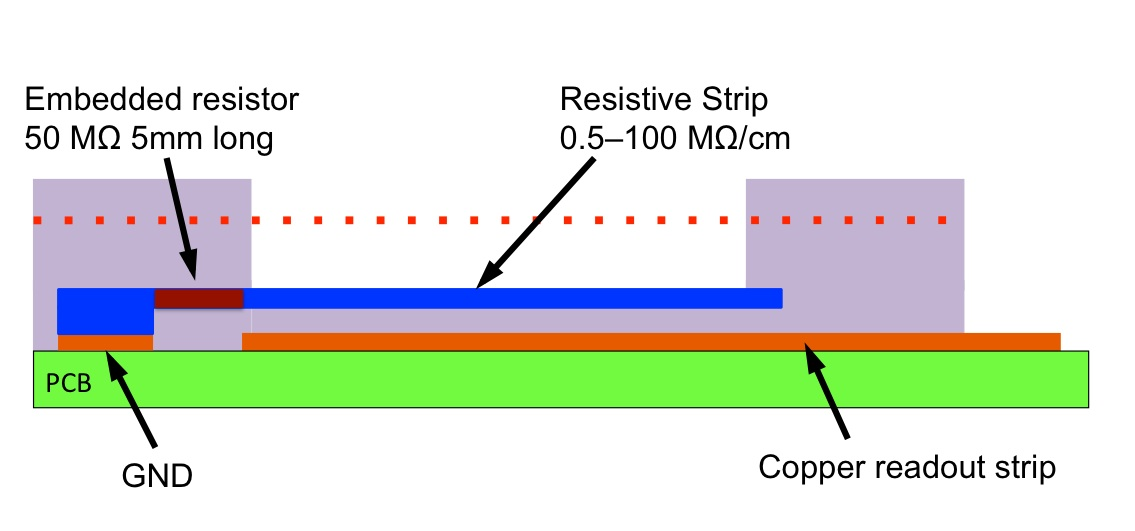 Embedded resistor
50 MΩ 5mm long
Resistive Strip
0.5–100 MΩ/cm
PCB
GND
Copper readout strip